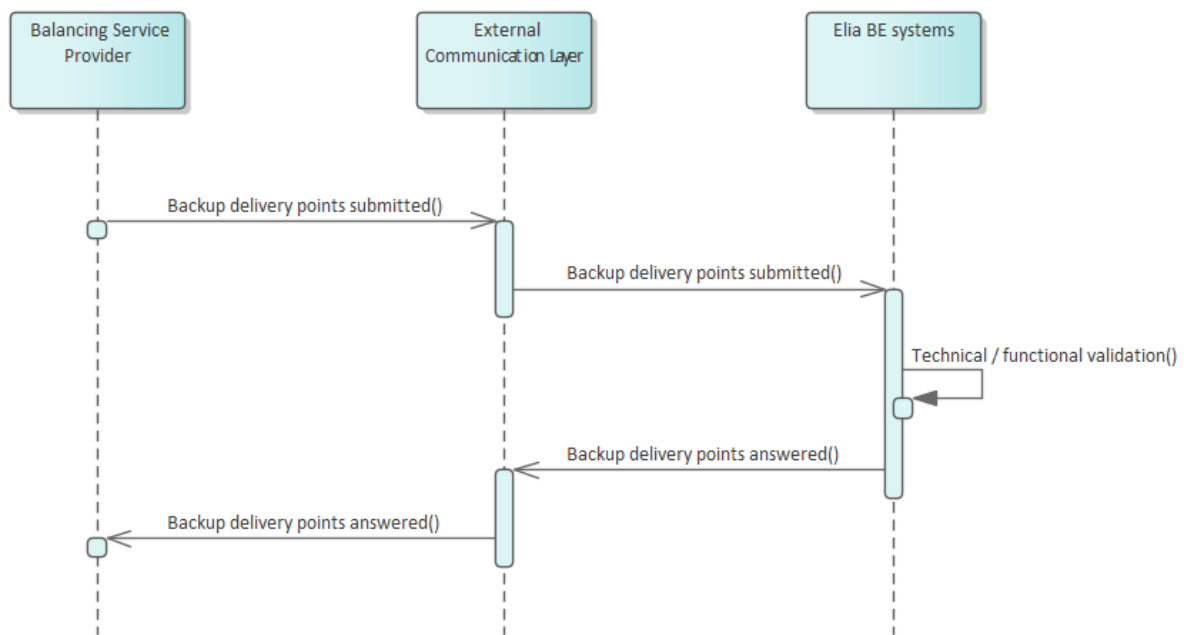 Balancing Service
Provider
External
Communication Layer
Elia BE systems
Backup delivery points submitted()
Backup delivery points submitted()
Technical / functional validation()
Backup delivery points answered()
Backup delivery points answered()